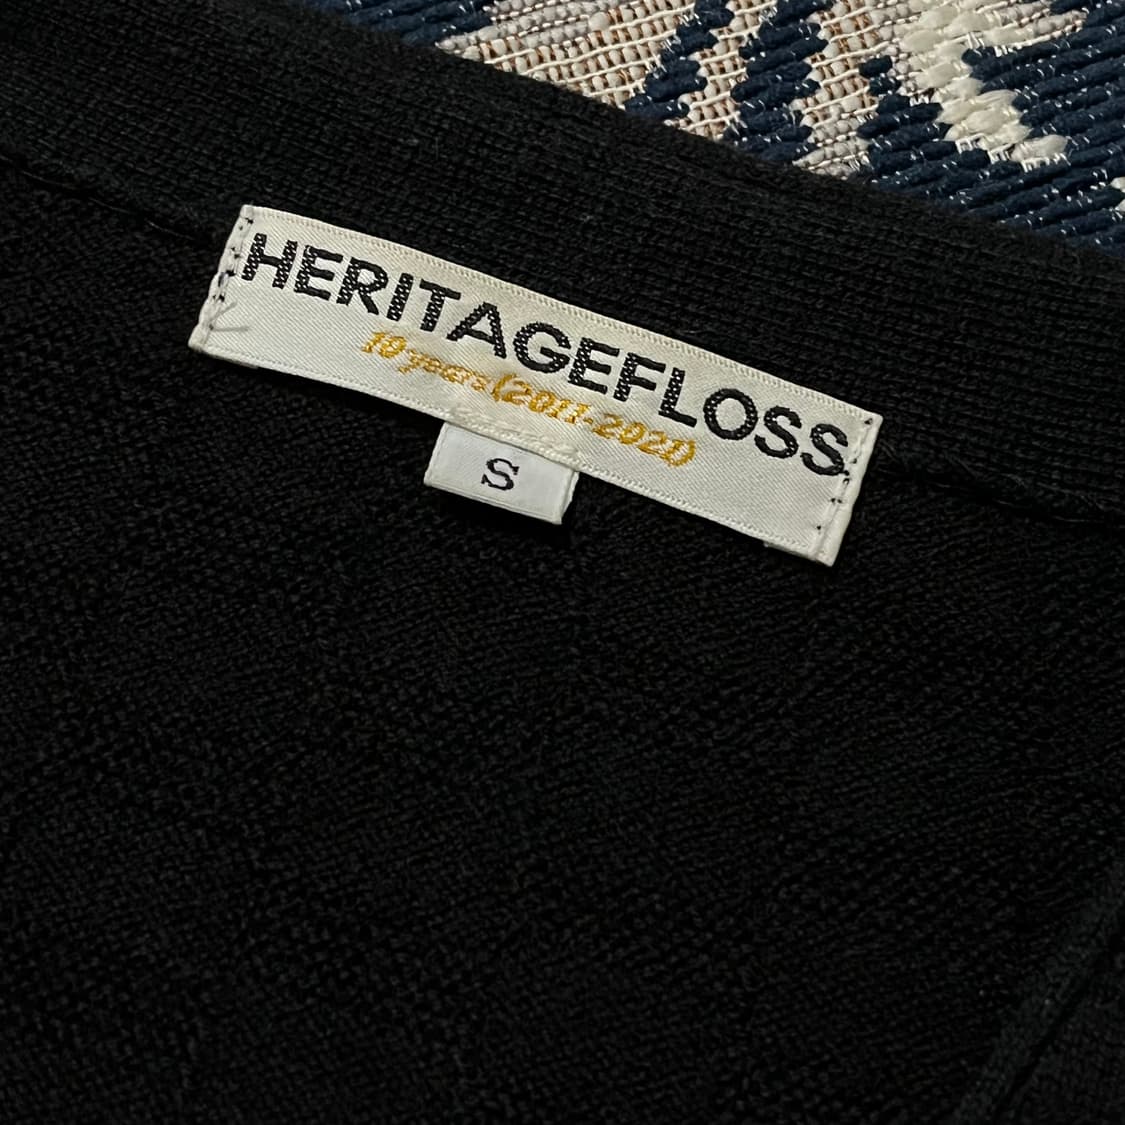 HERITAGEFLOSS
10 years (2011-2021)
S